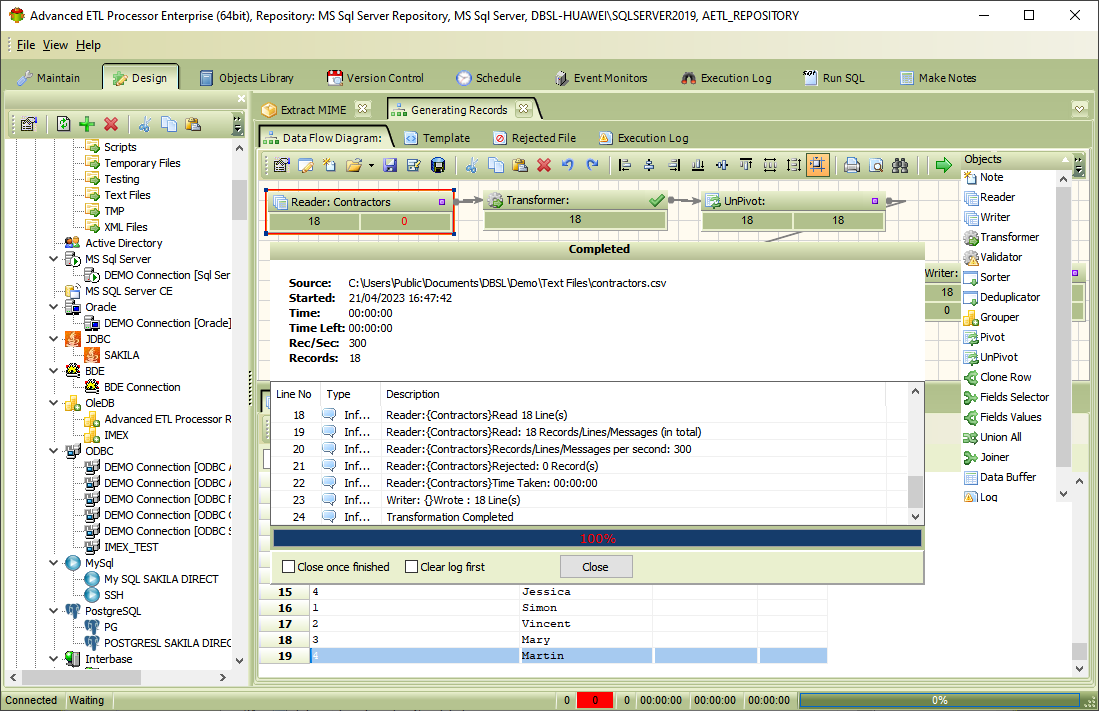 Advanced ETL Processor Enterprise (64bit), Repository: MS Sql Server Repository, MS Sql Server, DBSL-HUAWEI\SQLSERVER2019, AETL_REPOSITORY
File View Help
Maintain Design Objects Library Version Control Schedule Event Monitors Execution Log Run SQL Make Notes
Extract MIME Generating Records
Data Flow Diagram: Template Rejected File Execution Log
Scripts
Temporary Files
Testing
Text Files
TMP
XML Files
Active Directory
MS Sql Server
DEMO Connection [Sql Ser
MS SQL Server CE
Oracle
DEMO Connection [Oracle]
JDBC
SAKILA
BDE
BDE Connection
OleDB
Advanced ETL Processor R
IMEX
ODBC
DEMO Connection [ODBC A
DEMO Connection [ODBC A
DEMO Connection [ODBC F
DEMO Connection [ODBC
DEMO Connection [ODBC S
IMEX_TEST
MySql
My SQL SAKILA DIRECT
SSH
PostgreSQL
PG
POSTGRESL SAKILA DIREC
Interbase
Reader: Contractors
18 0
Transformer:
18
UnPivot:
18 18
Writer:
18
0
Completed
Source: C:\Users\Public\Documents\DBSL\Demo\Text Files\contractors.csv
Started: 21/04/2023 16:47:42
Time: 00:00:00
Time Left: 00:00:00
Rec/Sec: 300
Records: 18
Line No Type Description
18 Inf... Reader:{Contractors}Read 18 Line(s)
19 Inf... Reader:{Contractors}Read: 18 Records/Lines/Messages (in total)
20 Inf... Reader:{Contractors}Records/Lines/Messages per second: 300
21 Inf... Reader:{Contractors}Rejected: 0 Record(s)
22 Inf... Reader:{Contractors}Time Taken: 00:00:00
23 Inf... Writer: {}Wrote : 18 Line(s)
24 Inf... Transformation Completed
100%
Close once finished Clear log first Close
15 4 Jessica
16 1 Simon
17 2 Vincent
18 3 Mary
19 4 Martin
Objects
Note
Reader
Writer
Transformer
Validator
Sorter
Deduplicator
Grouper
Pivot
UnPivot
Clone Row
Fields Selector
Fields Values
Union All
Joiner
Data Buffer
Log
Connected Waiting 0 0 0 00:00:00 00:00:00 00:00:00 0%